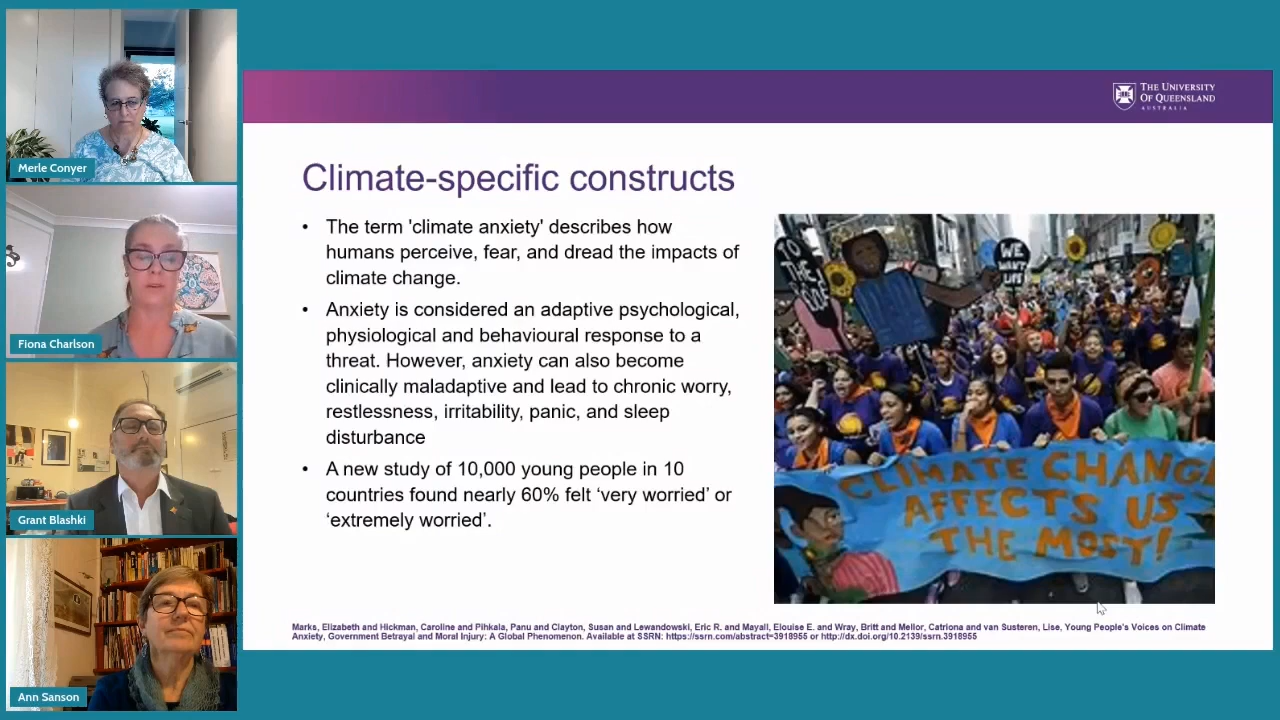 Merle Conyer
Fiona Charlson
Grant Blashki
Ann Sanson
THE UNIVERSITY
OF QUEENSLAND
AUSTRALIA
Climate-specific constructs
• The term 'climate anxiety' describes how
humans perceive, fear, and dread the impacts of
climate change.
• Anxiety is considered an adaptive psychological,
physiological and behavioural response to a
threat. However, anxiety can also become
clinically maladaptive and lead to chronic worry,
restlessness, irritability, panic, and sleep
disturbance
• A new study of 10,000 young people in 10
countries found nearly 60% felt ‘very worried’ or
‘extremely worried’.
TO
THE
WE
WANT
CLIMATE CHANGE
AFFECTS US
THE MOST!
Marks, Elizabeth and Hickman, Caroline and Pihkala, Panu and Clayton, Susan and Lewandowski, Eric R. and Mayall, Elouise E. and Wray, Britt and Mellor, Catriona and van Susteren, Lise, Young People's Voices on Climate
Anxiety, Government Betrayal and Moral Injury: A Global Phenomenon. Available at SSRN: https://ssrn.com/abstract=3918955 or http://dx.doi.org/10.2139/ssrn.3918955